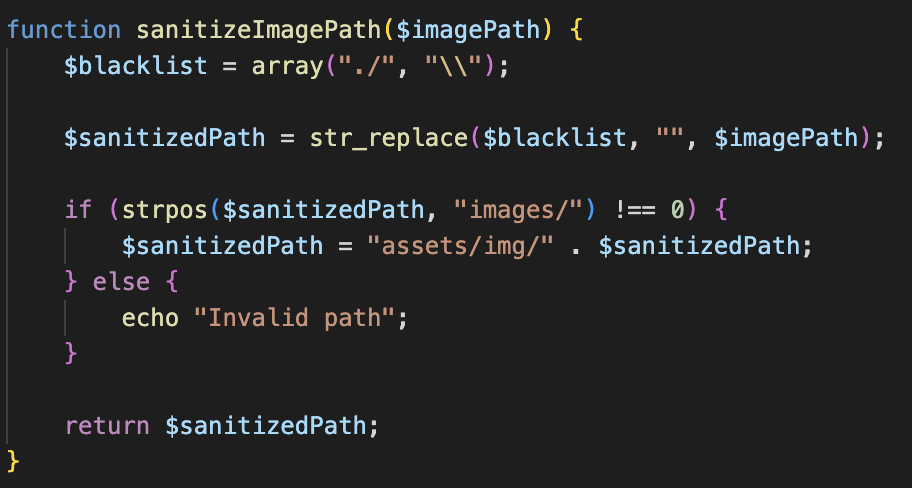 function sanitizeImagePath($imagePath) {
    $blacklist = array("./", "\\");

    $sanitizedPath = str_replace($blacklist, "", $imagePath);

    if (strpos($sanitizedPath, "images/") !== 0) {
        $sanitizedPath = "assets/img/" . $sanitizedPath;
    } else {
        echo "Invalid path";
    }

    return $sanitizedPath;
}